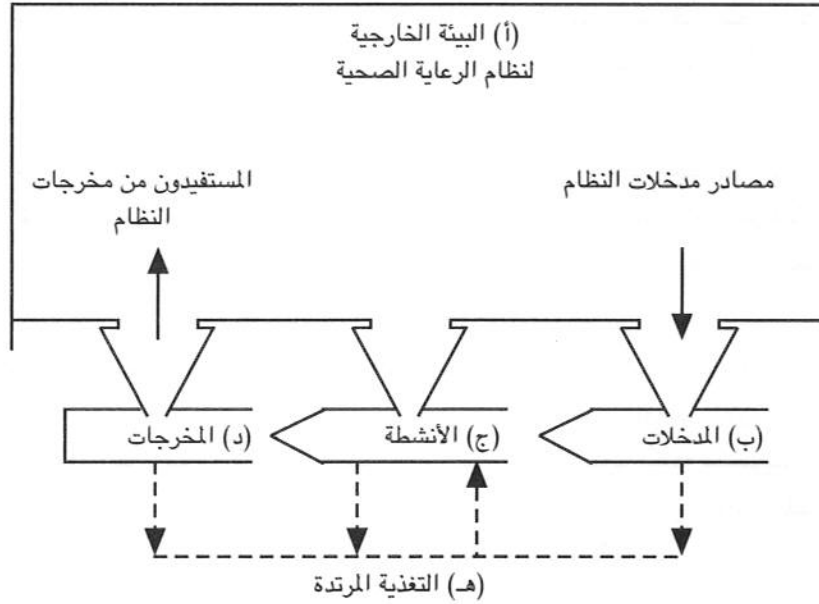 (أ) البيئة الخارجية
لنظام الرعاية الصحية
مصادر مدخلات النظام
المستفيدون من مخرجات
النظام
(ب) المدخلات
(ج) الأنشطة
(د) المخرجات
(هـ) التغذية المرتدة